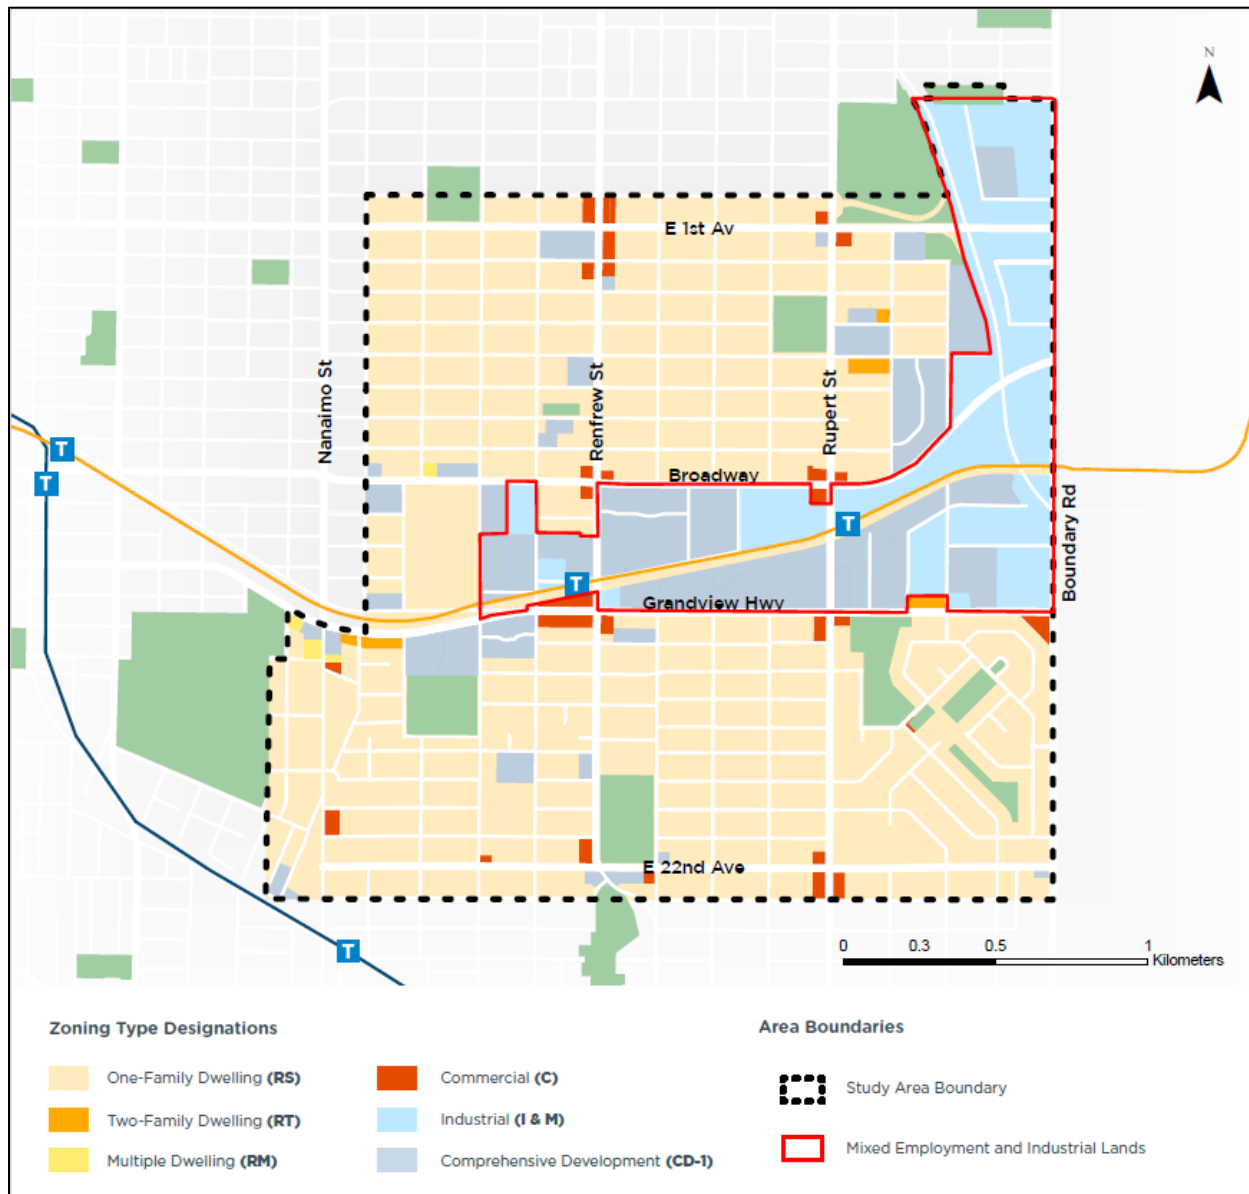 N
E 1st Av
Nanaimo St
Renfrew St
Rupert St
Broadway
T
T
T
T
Boundary Rd
Grandview Hwy
E 22nd Ave
T
0 0.3 0.5 1
Kilometers
Zoning Type Designations
Area Boundaries
One-Family Dwelling (RS)
Commercial (C)
Study Area Boundary
Two-Family Dwelling (RT)
Industrial (I & M)
Mixed Employment and Industrial Lands
Multiple Dwelling (RM)
Comprehensive Development (CD-1)